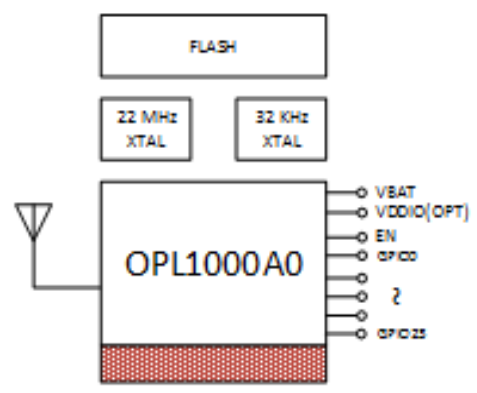 FLASH
22 MHz
XTAL
32 KHz
XTAL
OPL1000A0
VBAT
VDDIO(OPT)
EN
GPIO0
~
GPIO23